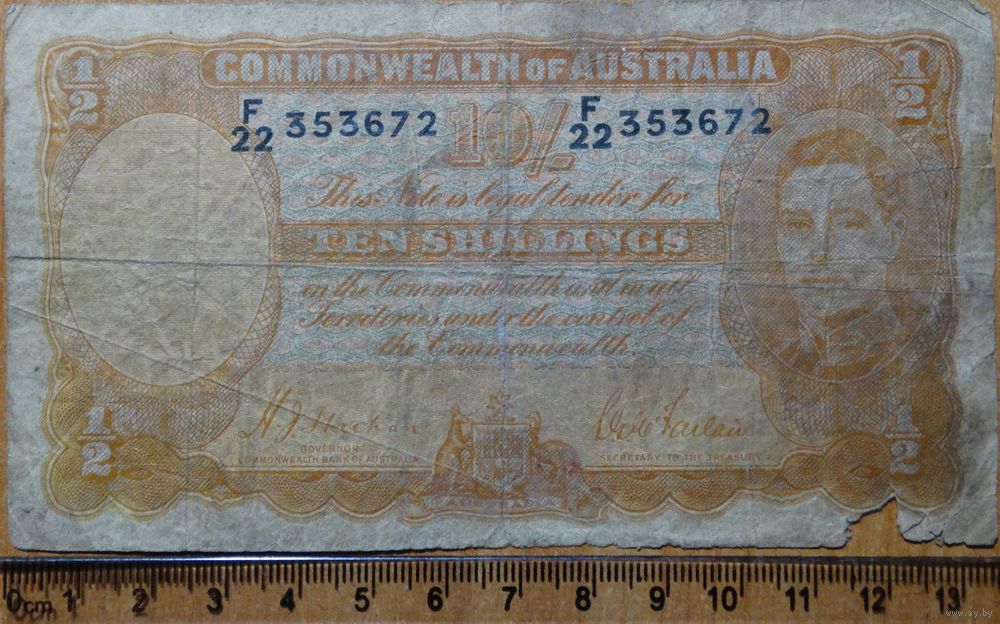 COMMONWEALTH OF AUSTRALIA
1/2 1/2
F/22 353672 F/22 353672
10/-
This Note is legal tender for
TEN SHILLINGS
in the Commonwealth and in all
Territories under the control of
the Commonwealth.
1/2 1/2
GOVERNOR SECRETARY TO THE TREASURY
COMMONWEALTH BANK OF AUSTRALIA
0cm 1 2 3 4 5 6 7 8 9 10 11 12 13
www.ay.by